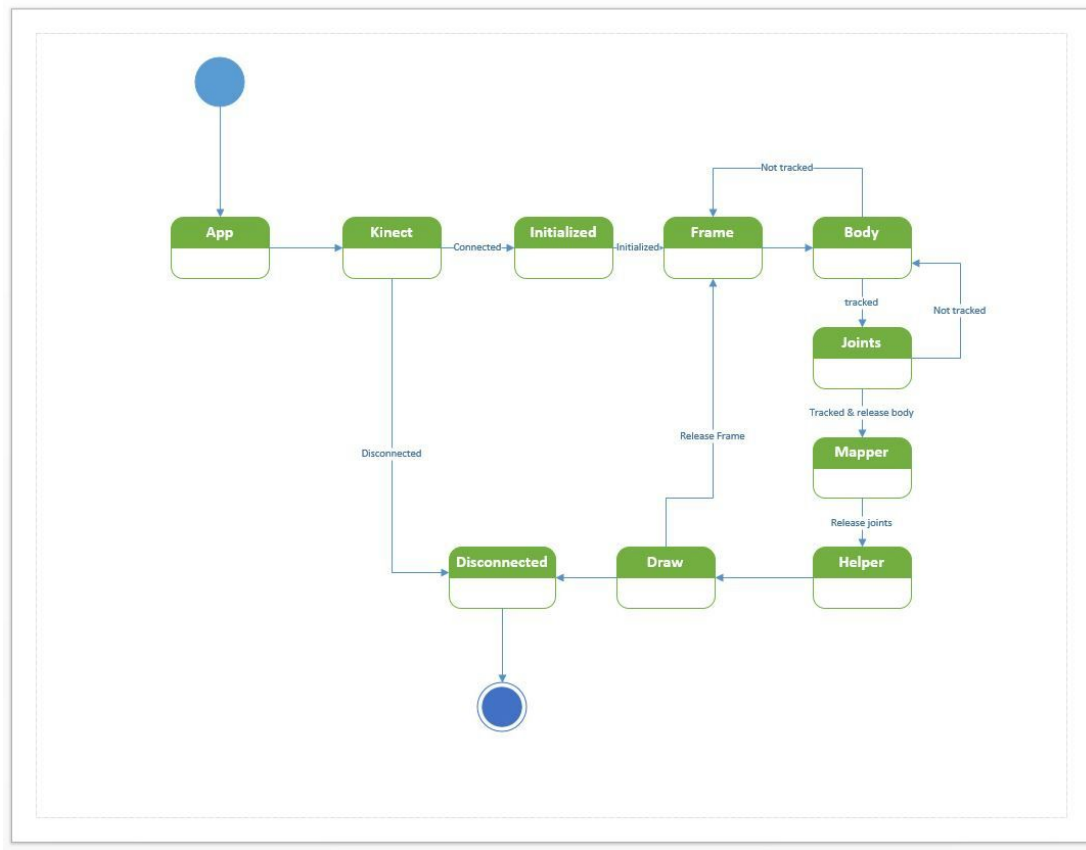 Not tracked
App
Kinect
Initialized
Frame
Body
Connected
Initialized
tracked
Not tracked
Joints
Tracked & release body
Release Frame
Mapper
Disconnected
Release joints
Disconnected
Draw
Helper